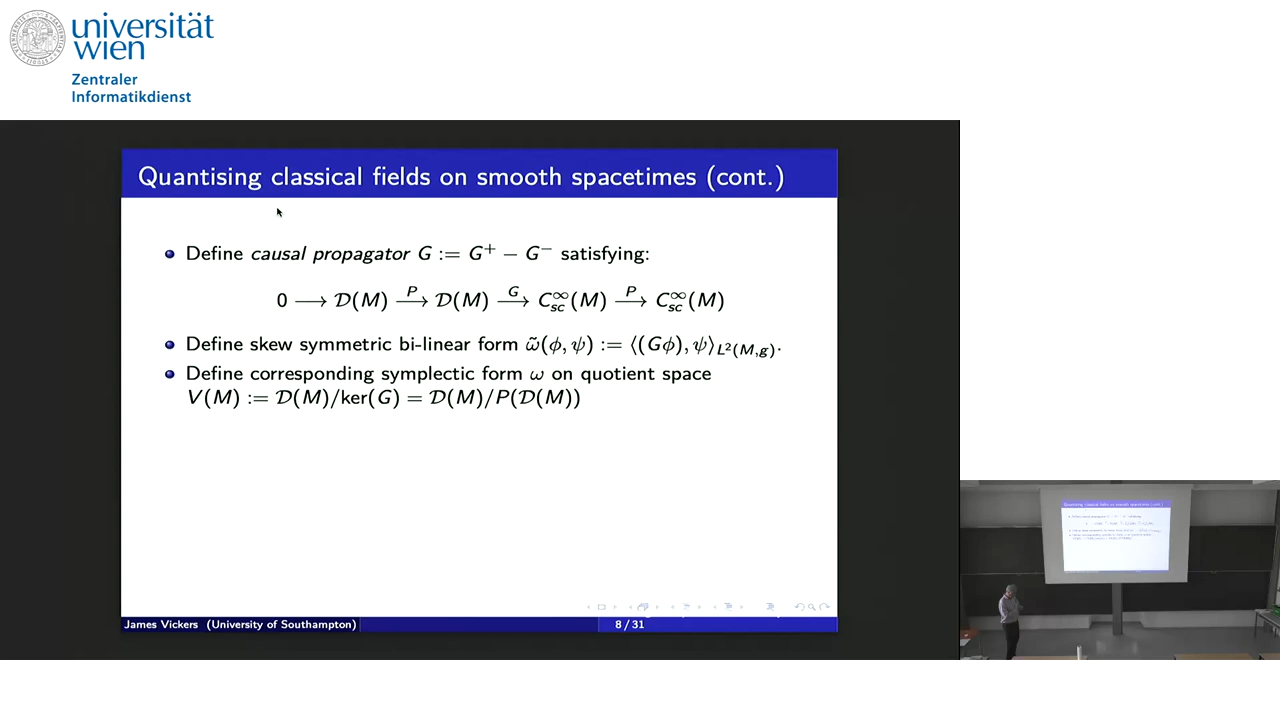 universität
wien
Zentraler
Informatikdienst
Quantising classical fields on smooth spacetimes (cont.)
Define causal propagator G := G⁺ − G⁻ satisfying:
0 ⟶ 𝒟(M) —P→ 𝒟(M) —G→ C^∞_sc(M) —P→ C^∞_sc(M)
Define skew symmetric bi-linear form ω̃(ϕ, ψ) := ⟨(Gϕ), ψ⟩_L²(M,g).
Define corresponding symplectic form ω on quotient space
V(M) := 𝒟(M)/ker(G) = 𝒟(M)/P(𝒟(M))
James Vickers (University of Southampton)
8 / 31